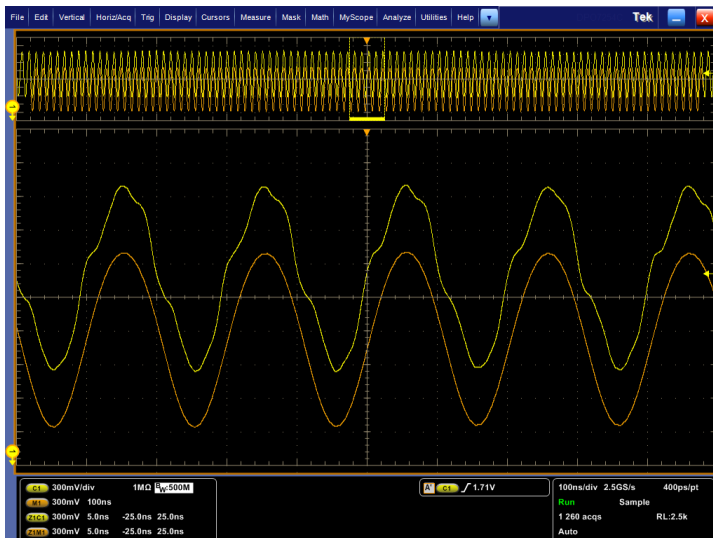 File Edit Vertical Horiz/Acq Trig Display Cursors Measure Mask Math MyScope Analyze Utilities Help Tek X
1
1
C1 300mV/div 1MΩ BW:500M
M1 300mV 100ns
Z1C1 300mV 5.0ns -25.0ns 25.0ns
Z1M1 300mV 5.0ns -25.0ns 25.0ns
A' C1 1.71V
100ns/div 2.5GS/s 400ps/pt
Run Sample
1 260 acqs RL:2.5k
Auto